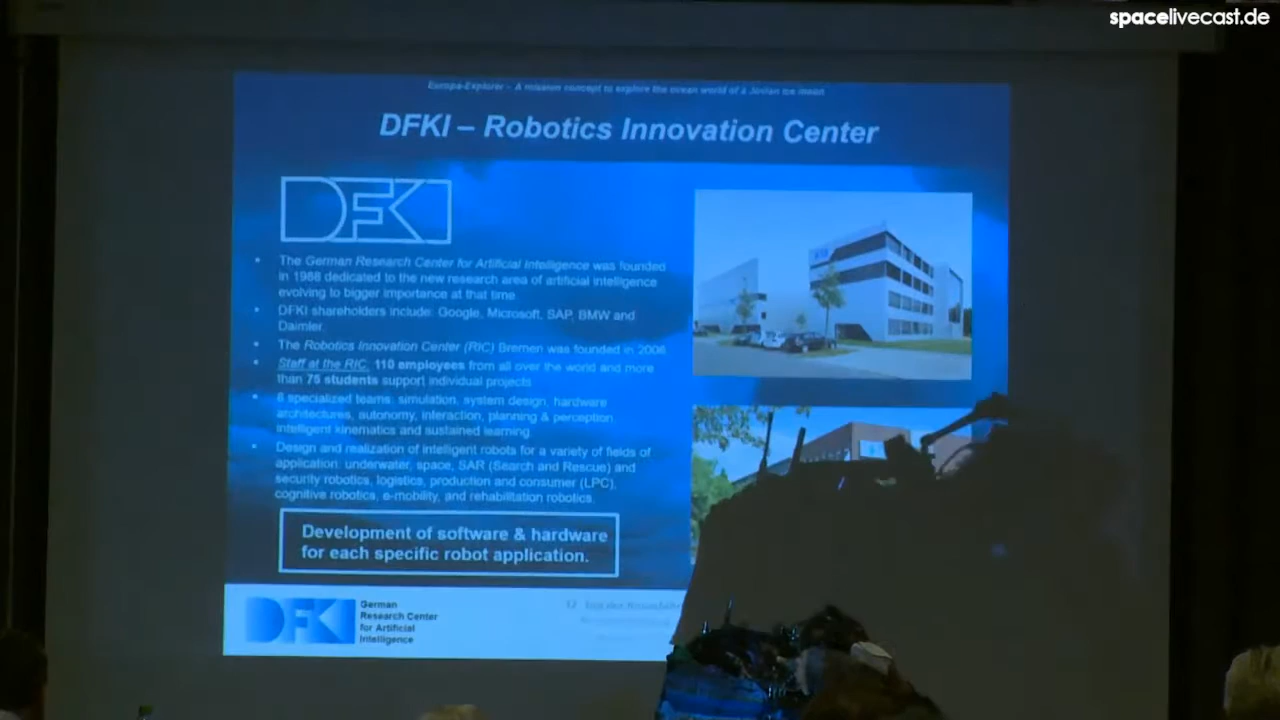 spacelivecast.de
Europa-Explorer - A mission concept to explore the ocean world of a Jovian ice moon
DFKI – Robotics Innovation Center
DFKI
• The German Research Center for Artificial Intelligence was founded
in 1988 dedicated to the new research area of artificial intelligence
evolving to bigger importance at that time.
• DFKI shareholders include: Google, Microsoft, SAP, BMW and
Daimler.
• The Robotics Innovation Center (RIC) Bremen was founded in 2006
• Staff at the RIC: 110 employees from all over the world and more
than 75 students support individual projects
• 8 specialized teams: simulation, system design, hardware
architectures, autonomy, interaction, planning & perception,
intelligent kinematics and sustained learning
• Design and realization of intelligent robots for a variety of fields of
application: underwater, space, SAR (Search and Rescue) and
security robotics, logistics, production and consumer (LPC),
cognitive robotics, e-mobility, and rehabilitation robotics.
Development of software & hardware
for each specific robot application.
DFKI
German
Research Center
for Artificial
Intelligence